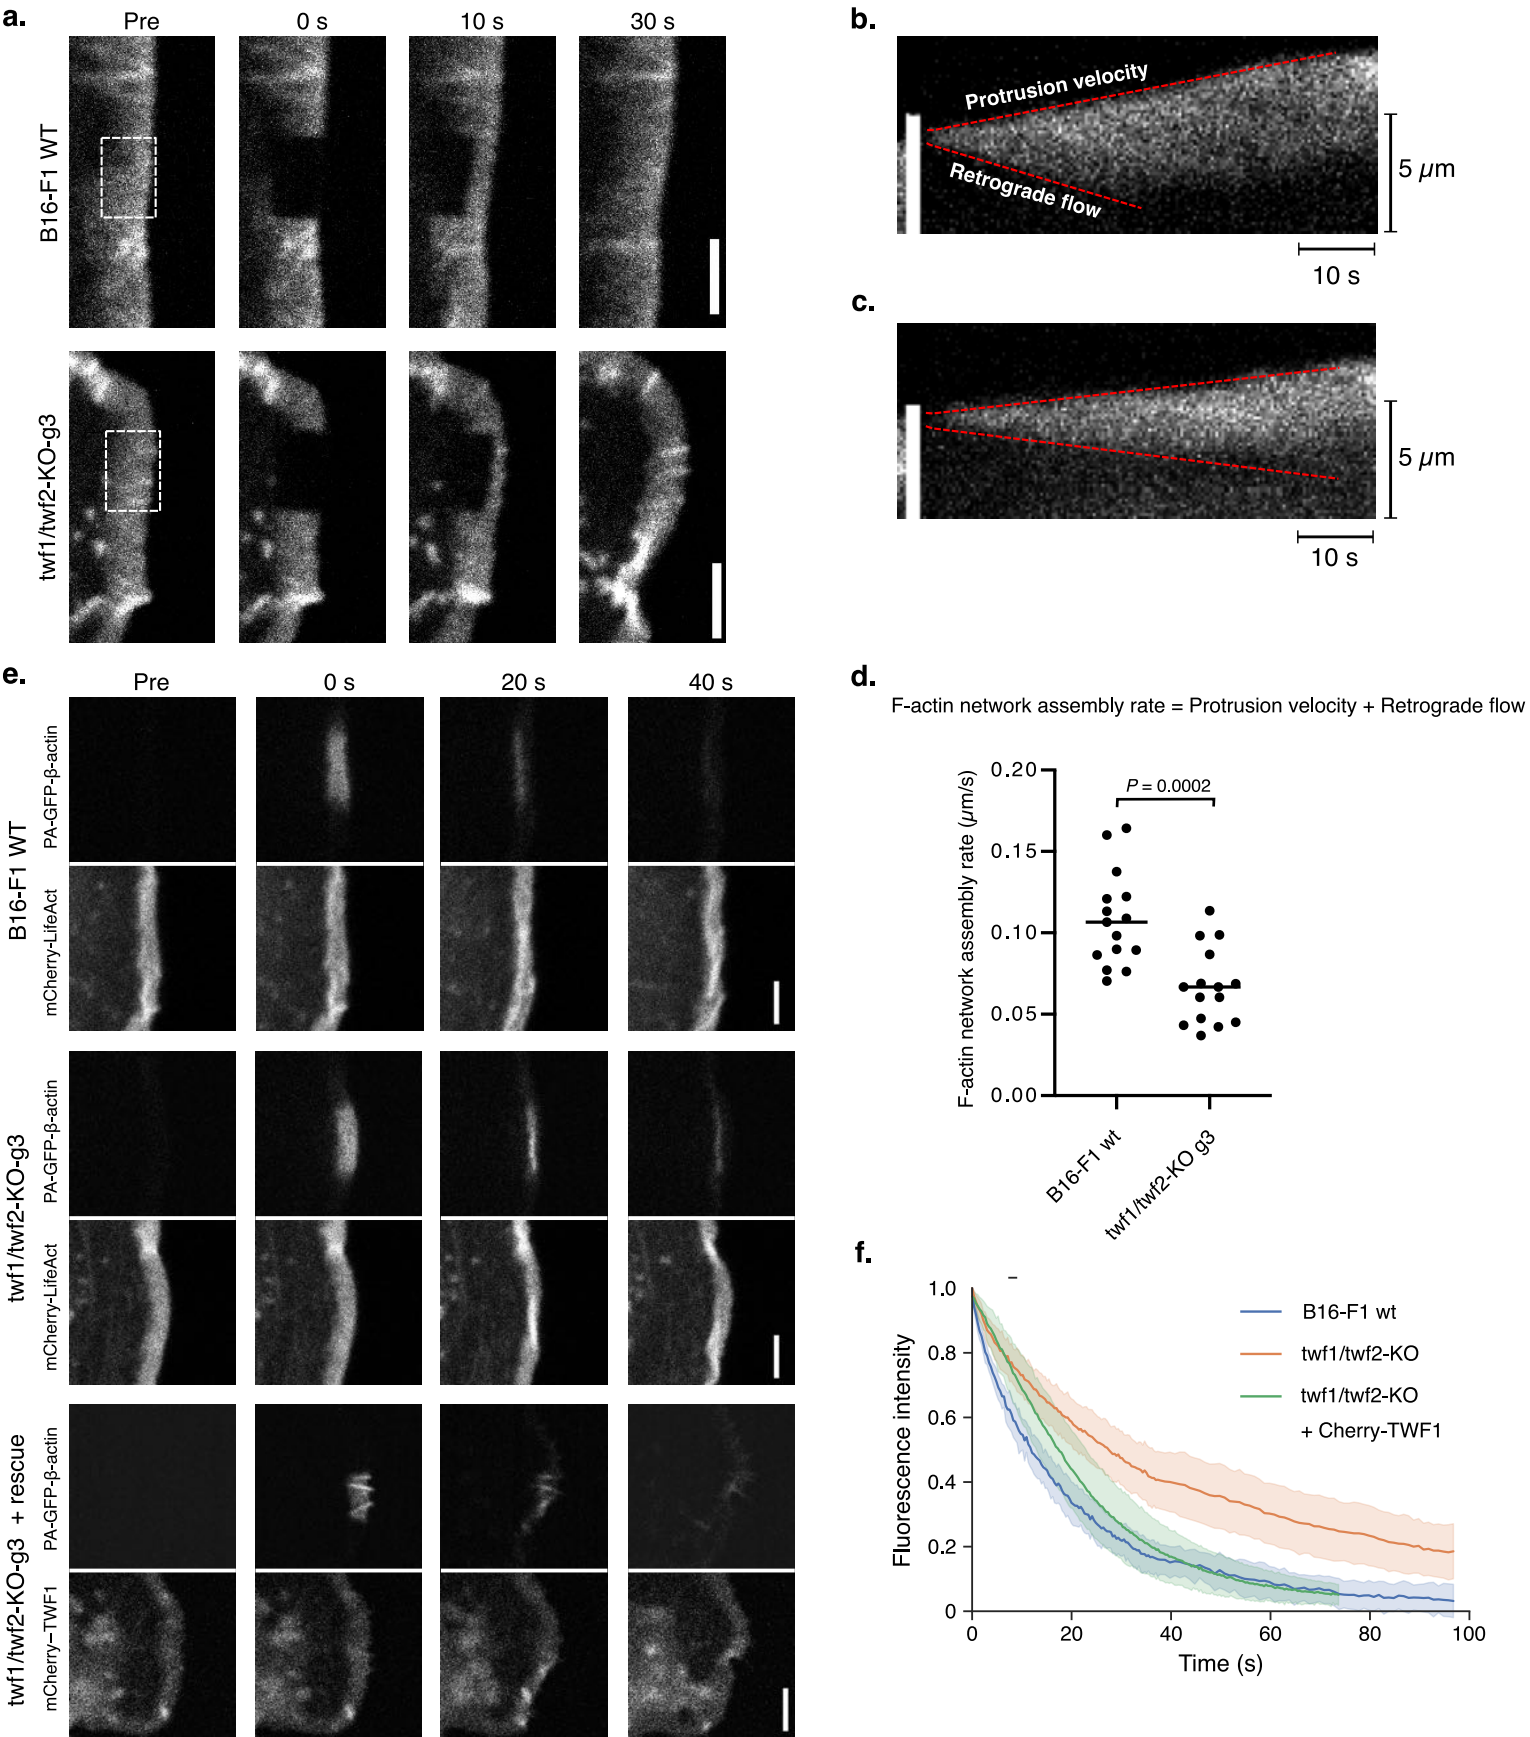 a.
Pre
0 s
10 s
30 s
B16-F1 WT
twf1/twf2-KO-g3
b.
Protrusion velocity
Retrograde flow
5 µm
10 s
c.
5 µm
10 s
d.
F-actin network assembly rate = Protrusion velocity + Retrograde flow
F-actin network assembly rate (µm/s)
0.20
0.15
0.10
0.05
0.00
P = 0.0002
B16-F1 wt
twf1/twf2-KO g3
e.
Pre
0 s
20 s
40 s
B16-F1 WT
PA-GFP-β-actin
mCherry-LifeAct
twf1/twf2-KO-g3
PA-GFP-β-actin
mCherry-LifeAct
twf1/twf2-KO-g3 + rescue
PA-GFP-β-actin
mCherry–TWF1
f.
Fluorescence intensity
1.0
0.8
0.6
0.4
0.2
0
0
20
40
60
80
100
Time (s)
B16-F1 wt
twf1/twf2-KO
twf1/twf2-KO
+ Cherry-TWF1